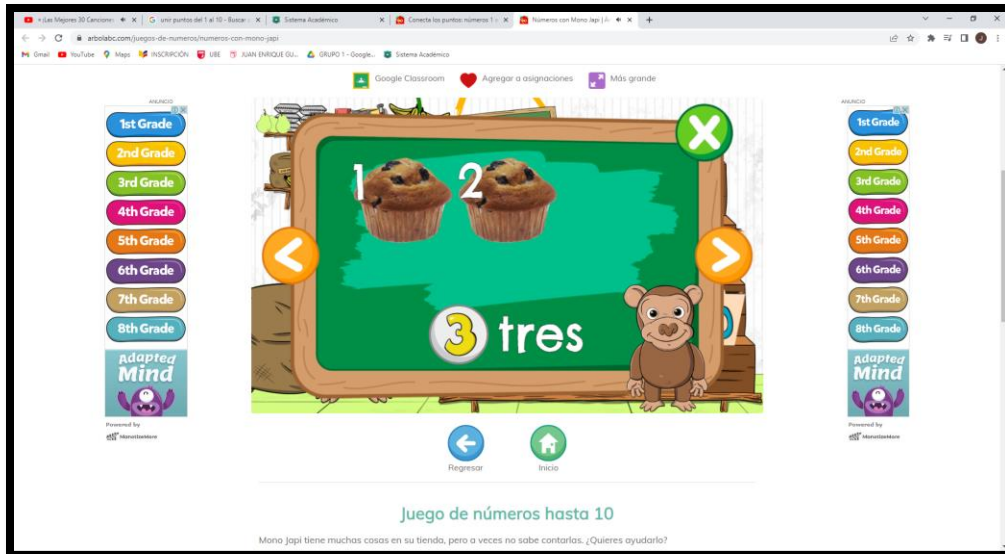 ¡Las Mejores 30 Cancione
unir puntos del 1 al 10 - Buscar
Sistema Académico
Conecta los puntos: números 1
Números con Mono Japi | Ar
arbolabc.com/juegos-de-numeros/numeros-con-mono-japi
Gmail YouTube Maps INSCRIPCIÓN UBE JUAN ENRIQUE GU... GRUPO 1 - Google... Sistema Académico
J
Google Classroom Agregar a asignaciones Más grande
ANUNCIO
1st Grade
2nd Grade
3rd Grade
4th Grade
5th Grade
6th Grade
7th Grade
8th Grade
Adapted
Mind
Powered by
MonetizeMore
1 2
3 tres
Regresar Inicio
ANUNCIO
1st Grade
2nd Grade
3rd Grade
4th Grade
5th Grade
6th Grade
7th Grade
8th Grade
Adapted
Mind
Powered by
MonetizeMore
Juego de números hasta 10
Mono Japi tiene muchas cosas en su tienda, pero a veces no sabe contarlas. ¿Quieres ayudarlo?